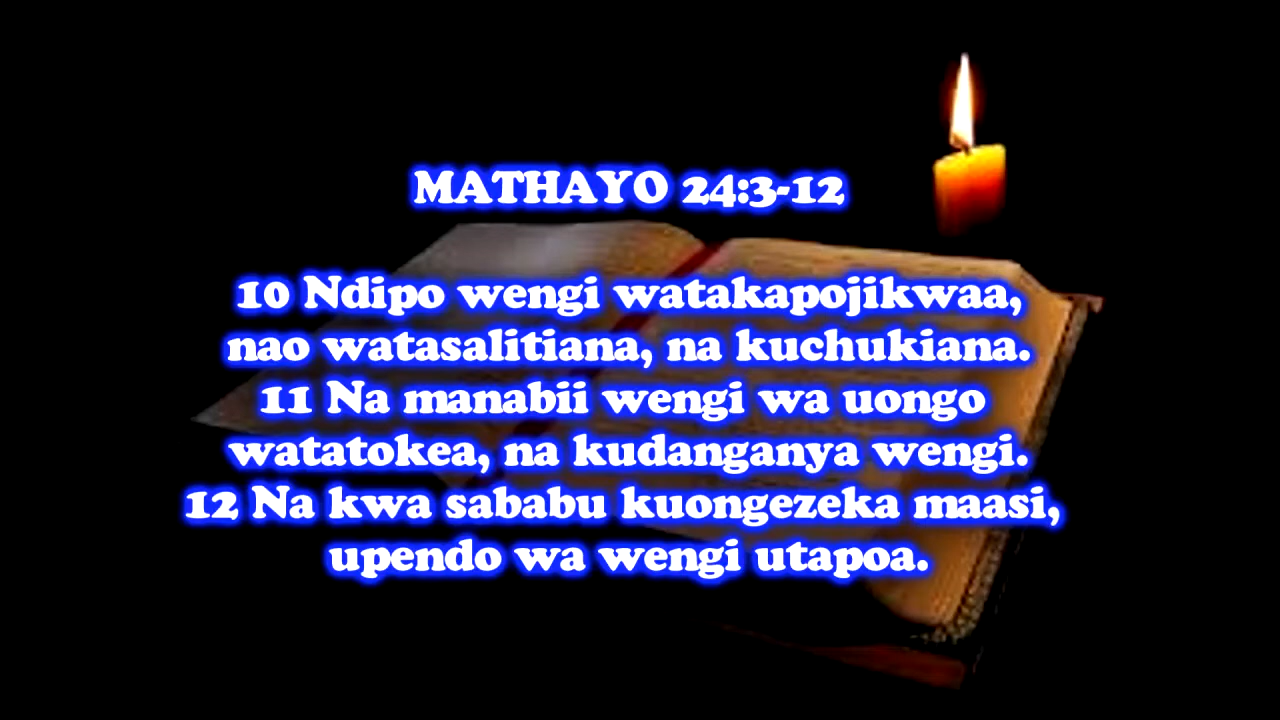 MATHAYO 24:3-12
10 Ndipo wengi watakapojikwaa,
nao watasalitiana, na kuchukiana.
11 Na manabii wengi wa uongo
watatokea, na kudanganya wengi.
12 Na kwa sababu kuongezeka maasi,
upendo wa wengi utapoa.